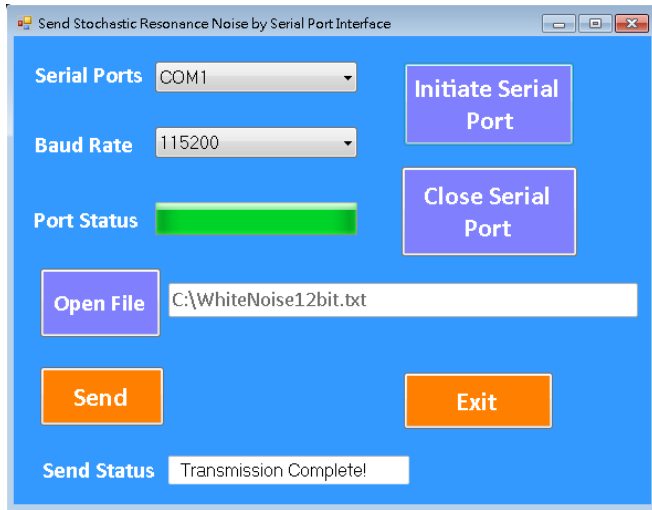 Send Stochastic Resonance Noise by Serial Port Interface
Serial Ports COM1
Initiate Serial
Port
Baud Rate 115200
Close Serial
Port
Port Status
Open File C:\WhiteNoise12bit.txt
Send
Exit
Send Status Transmission Complete!